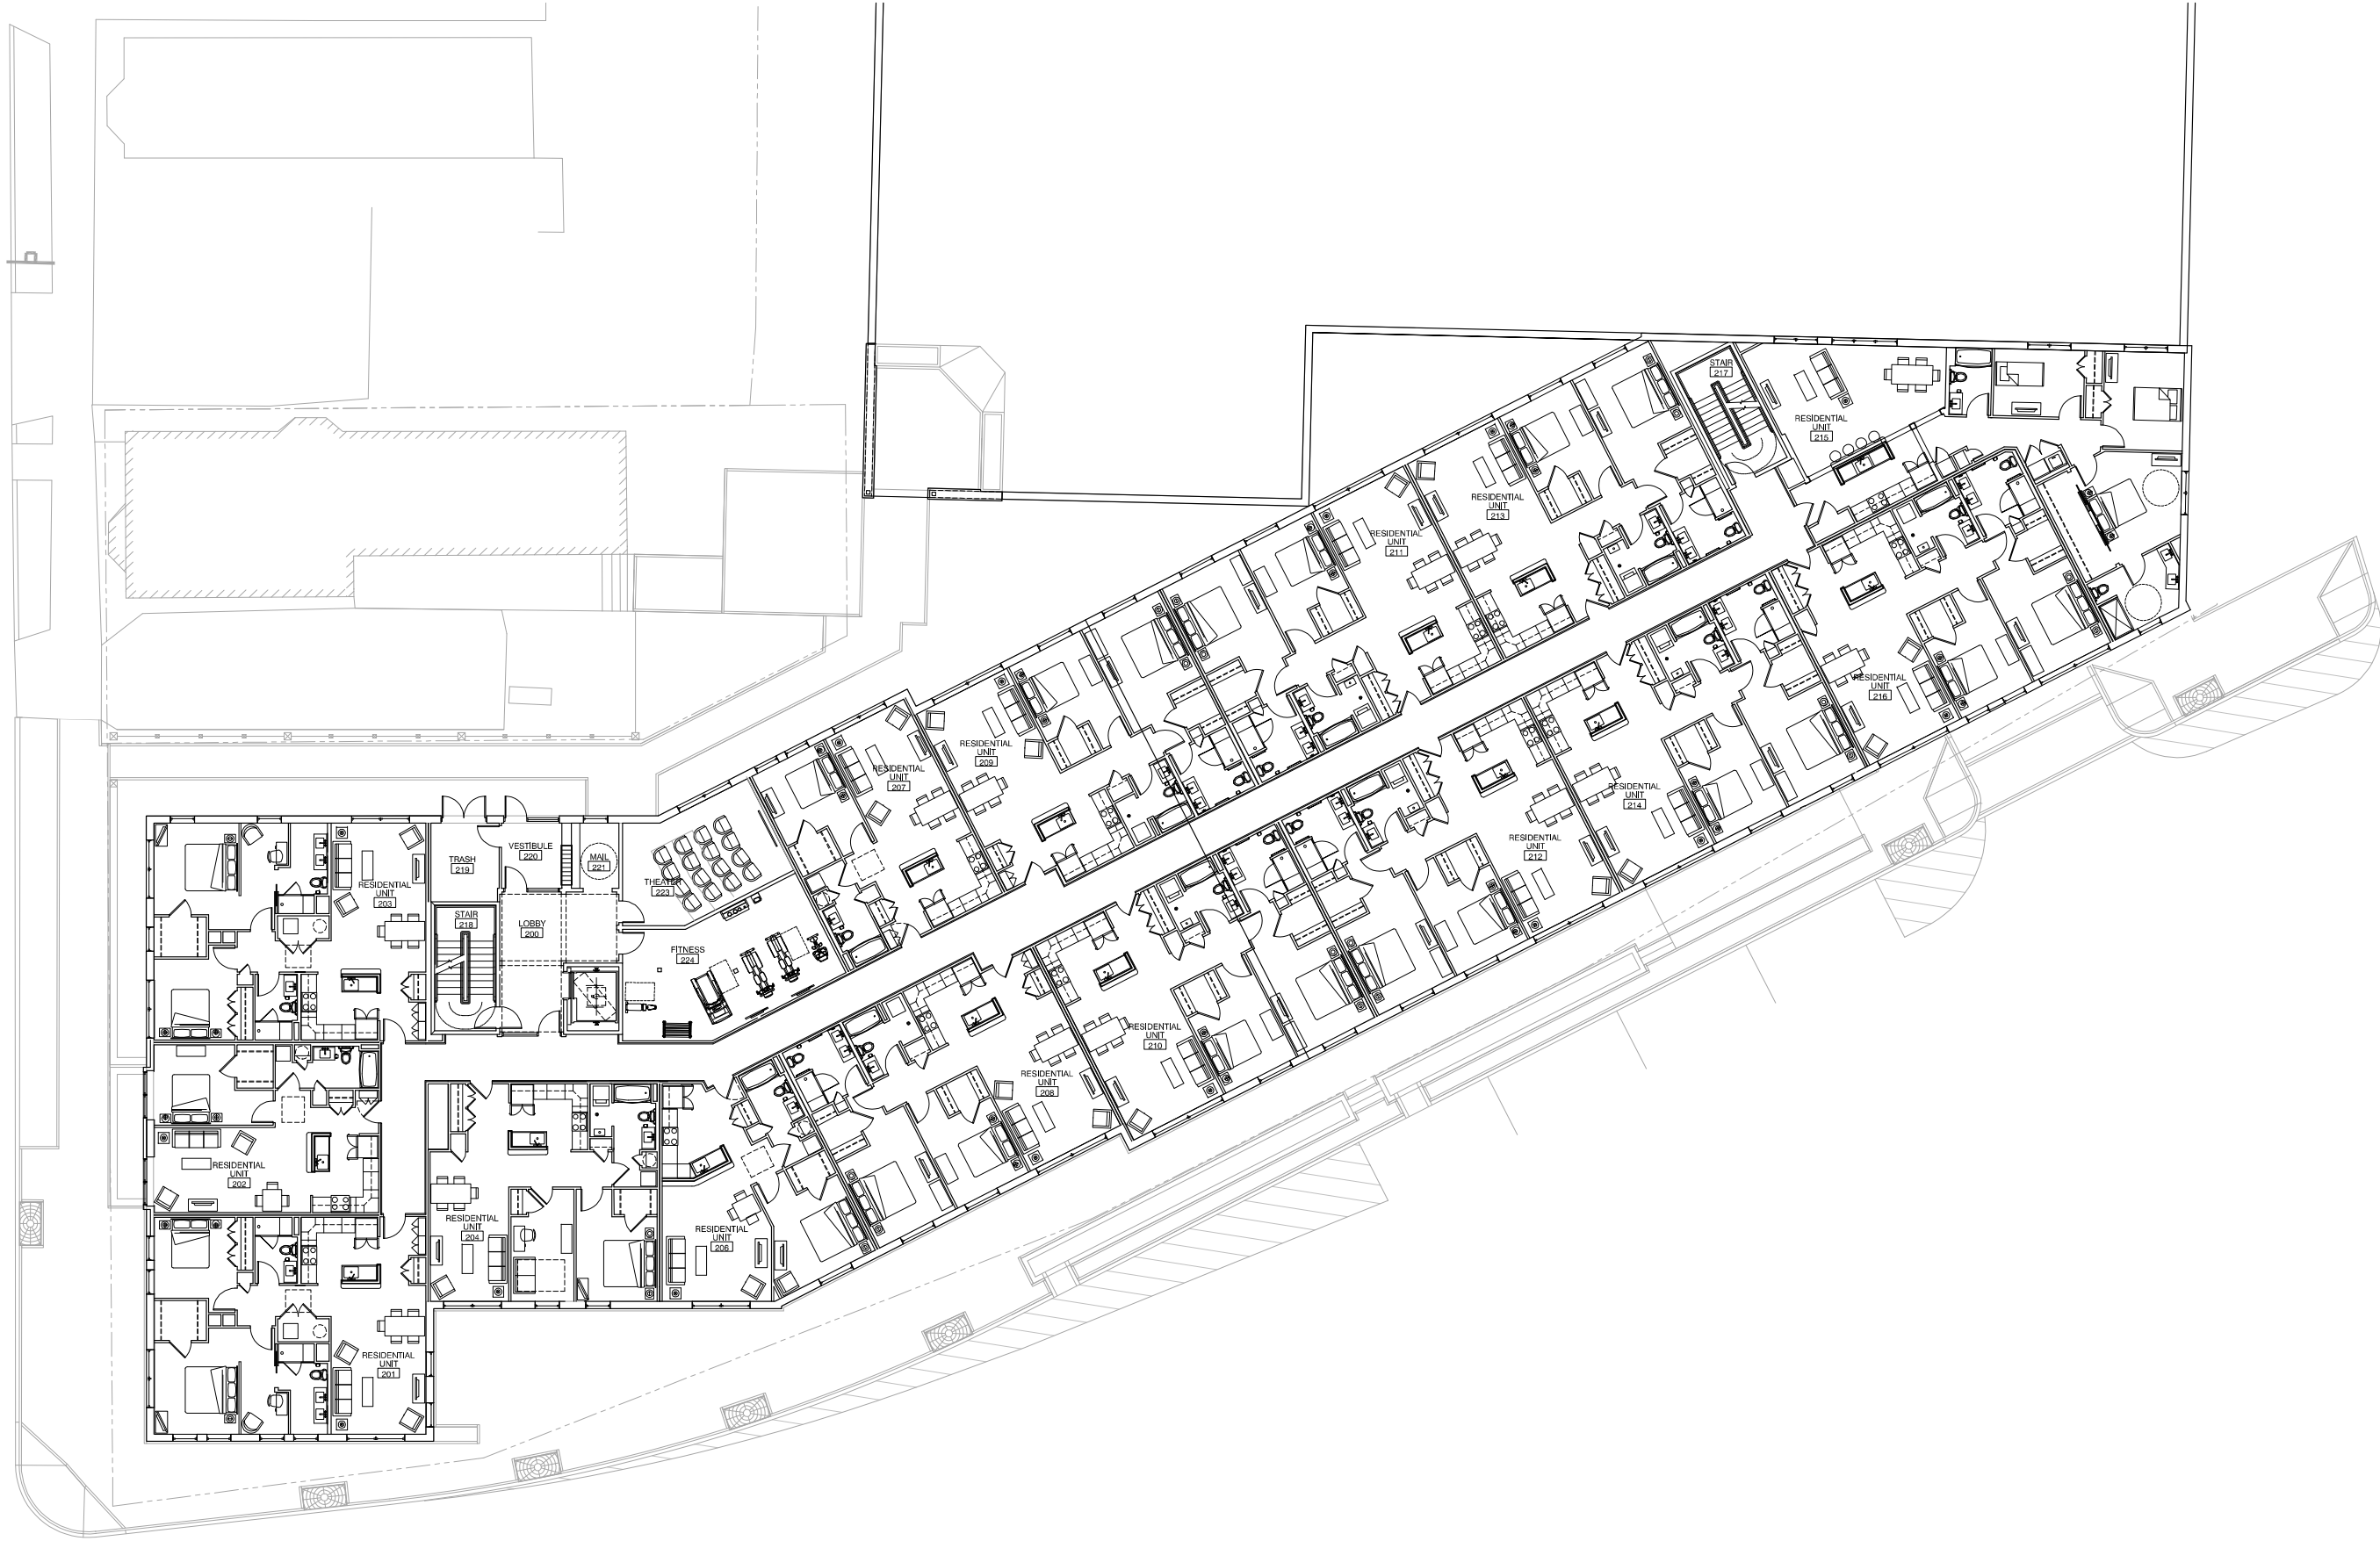 STAIR
217
RESIDENTIAL
UNIT
215
RESIDENTIAL
UNIT
213
RESIDENTIAL
UNIT
211
RESIDENTIAL
UNIT
216
RESIDENTIAL
UNIT
209
RESIDENTIAL
UNIT
207
RESIDENTIAL
UNIT
214
RESIDENTIAL
UNIT
212
VESTIBULE
220
MAIL
221
TRASH
219
THEATER
223
RESIDENTIAL
UNIT
203
STAIR
218
LOBBY
200
FITNESS
224
RESIDENTIAL
UNIT
210
RESIDENTIAL
UNIT
208
RESIDENTIAL
UNIT
202
RESIDENTIAL
UNIT
204
RESIDENTIAL
UNIT
206
RESIDENTIAL
UNIT
201